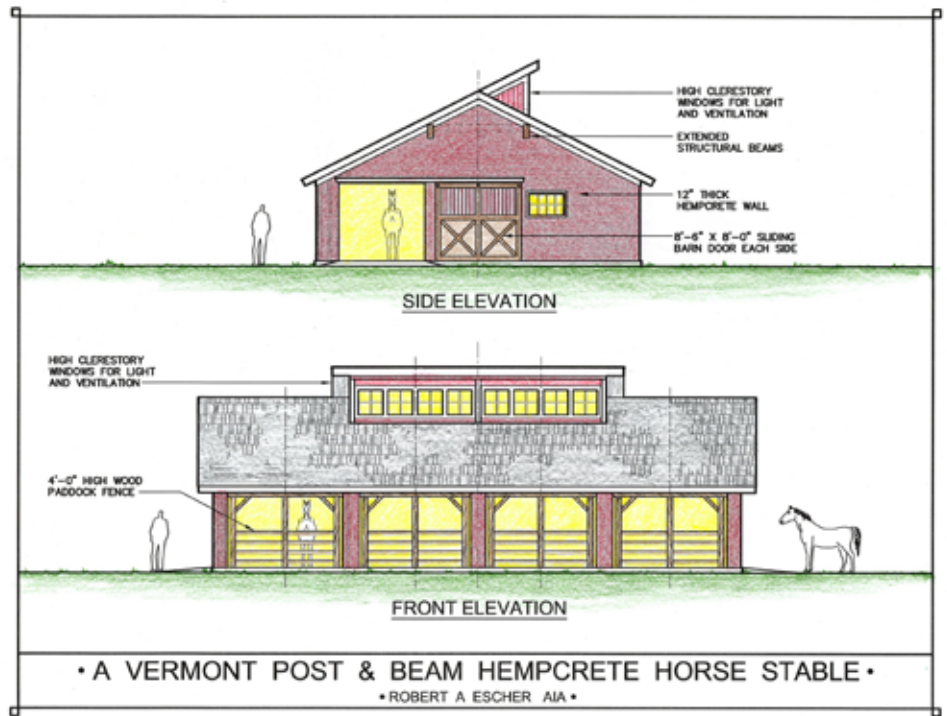 HIGH CLERESTORY
WINDOWS FOR LIGHT
AND VENTILATION
EXTENDED
STRUCTURAL BEAMS
12" THICK
HEMPCRETE WALL
8'-6" X 8'-0" SLIDING
BARN DOOR EACH SIDE
SIDE ELEVATION
HIGH CLERESTORY
WINDOWS FOR LIGHT
AND VENTILATION
4'-0" HIGH WOOD
PADDOCK FENCE
FRONT ELEVATION
• A VERMONT POST & BEAM HEMPCRETE HORSE STABLE •
• ROBERT A ESCHER AIA •